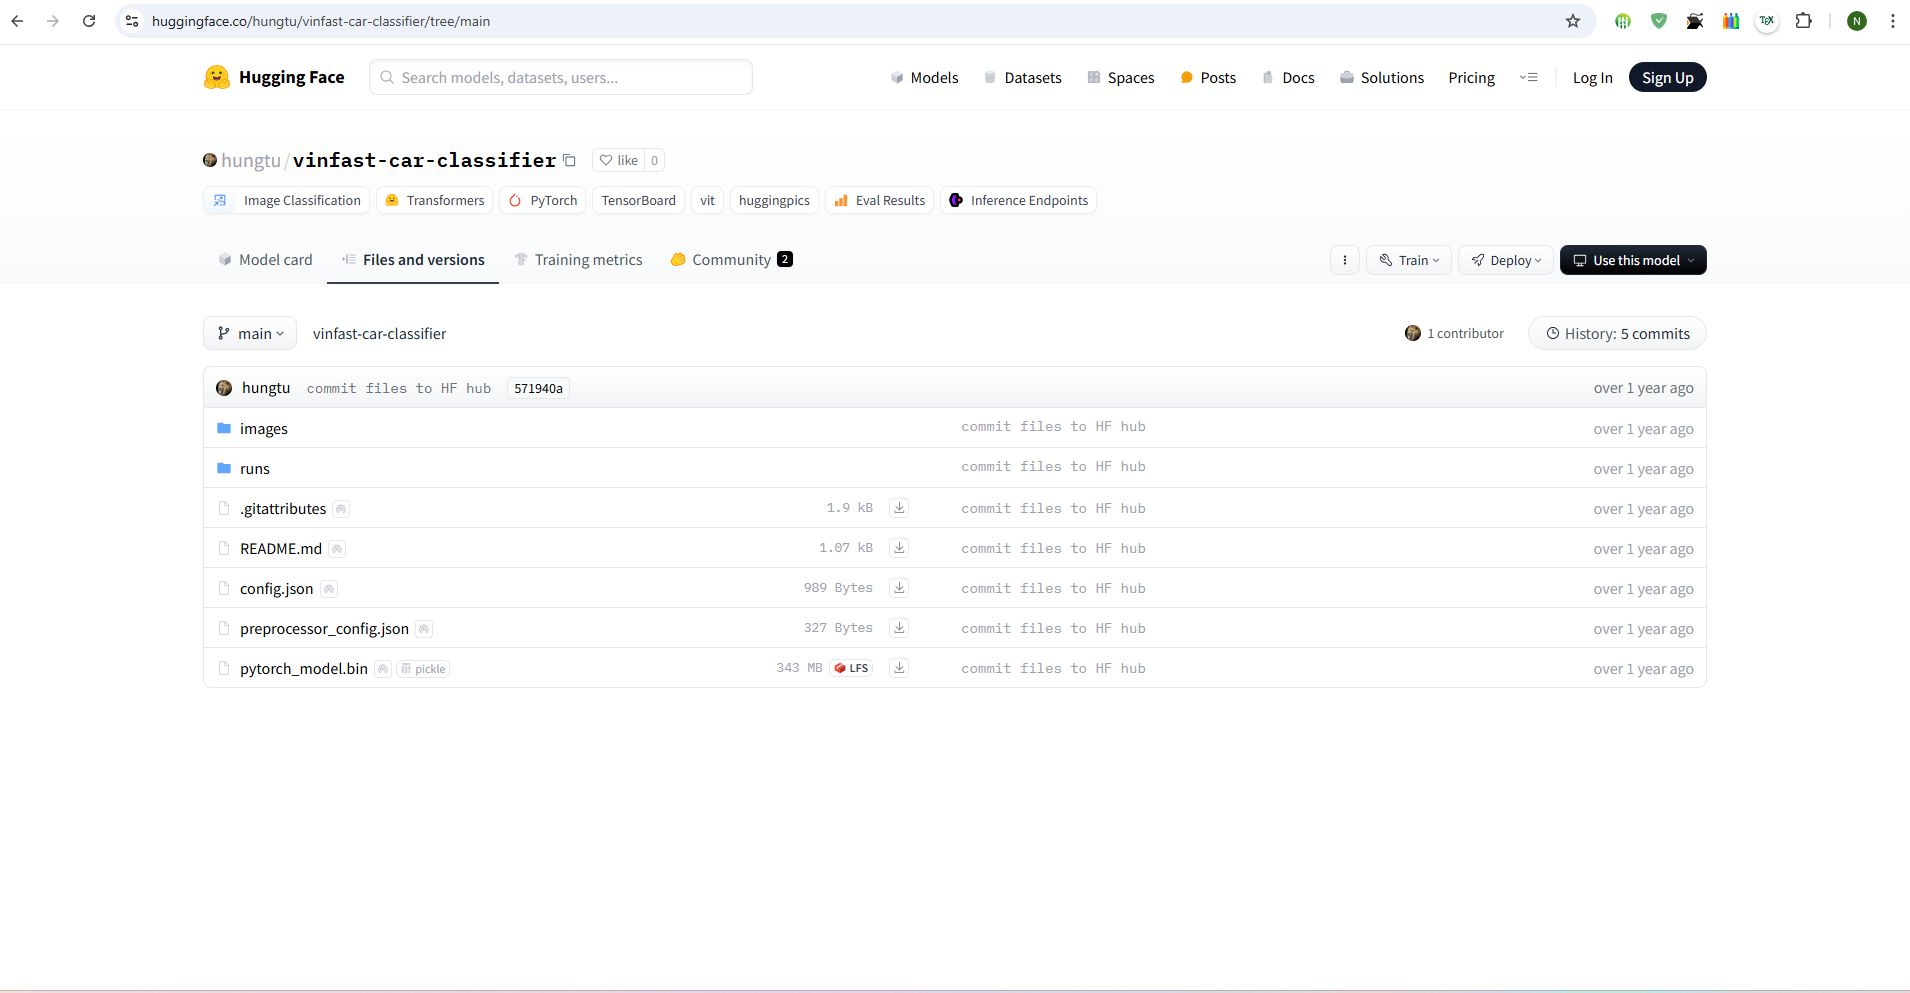 huggingface.co/hungtu/vinfast-car-classifier/tree/main
TEX
N
Hugging Face
Search models, datasets, users...
Models
Datasets
Spaces
Posts
Docs
Solutions
Pricing
Log In
Sign Up
hungtu/vinfast-car-classifier
like 0
Image Classification
Transformers
PyTorch
TensorBoard
vit
huggingpics
Eval Results
Inference Endpoints
Model card
Files and versions
Training metrics
Community 2
Train
Deploy
Use this model
main
vinfast-car-classifier
1 contributor
History: 5 commits
hungtu commit files to HF hub 571940a over 1 year ago
images commit files to HF hub over 1 year ago
runs commit files to HF hub over 1 year ago
.gitattributes 1.9 kB commit files to HF hub over 1 year ago
README.md 1.07 kB commit files to HF hub over 1 year ago
config.json 989 Bytes commit files to HF hub over 1 year ago
preprocessor_config.json 327 Bytes commit files to HF hub over 1 year ago
pytorch_model.bin pickle 343 MB LFS commit files to HF hub over 1 year ago